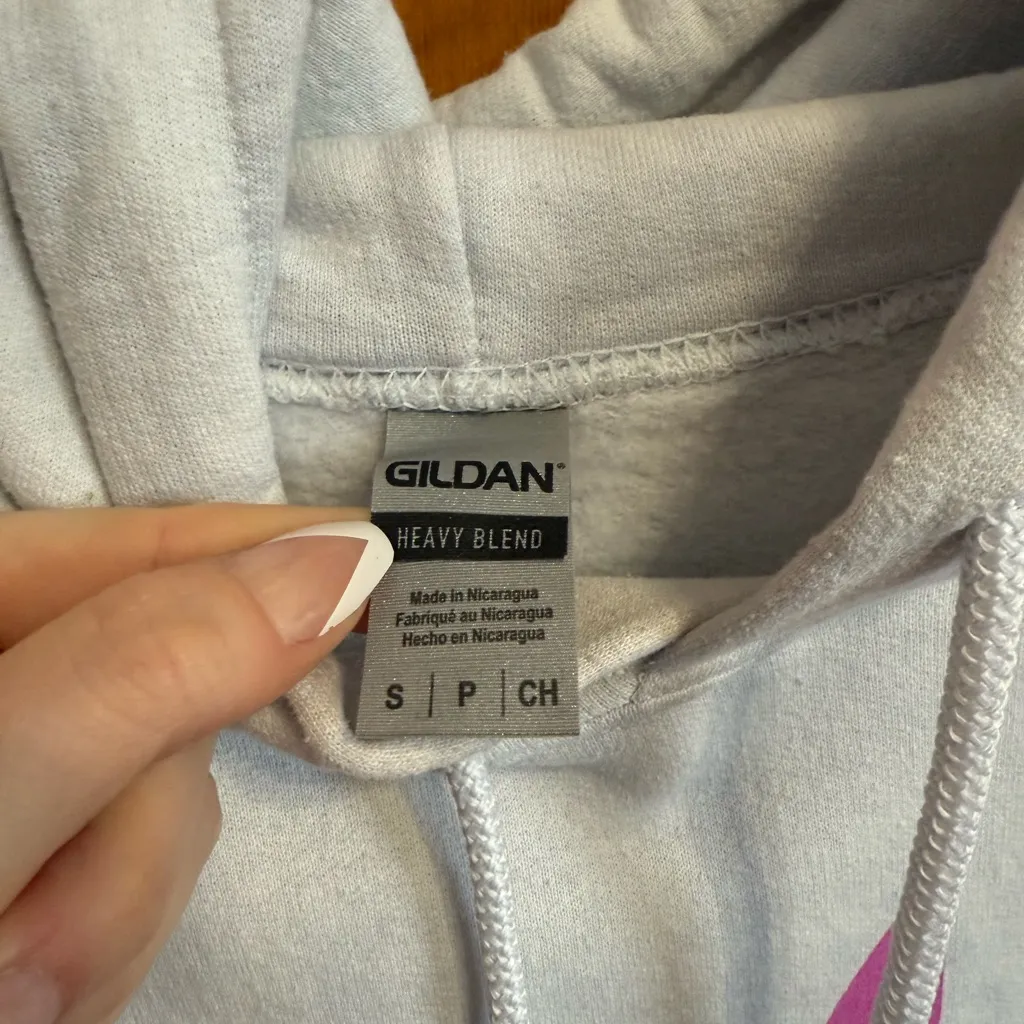 GILDAN®
HEAVY BLEND
Made in Nicaragua
Fabriqué au Nicaragua
Hecho en Nicaragua
S | P | CH